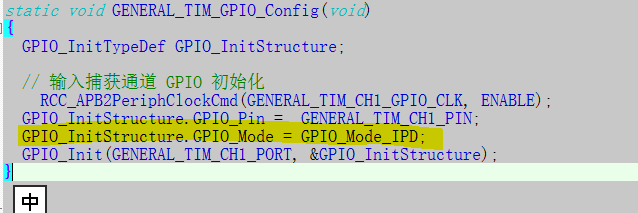 static void GENERAL_TIM_GPIO_Config(void)
{
GPIO_InitTypeDef GPIO_InitStructure;
// 输入捕获通道 GPIO 初始化
RCC_APB2PeriphClockCmd(GENERAL_TIM_CH1_GPIO_CLK, ENABLE);
GPIO_InitStructure.GPIO_Pin =  GENERAL_TIM_CH1_PIN;
GPIO_InitStructure.GPIO_Mode = GPIO_Mode_IPD;
GPIO_Init(GENERAL_TIM_CH1_PORT, &GPIO_InitStructure);
}
中